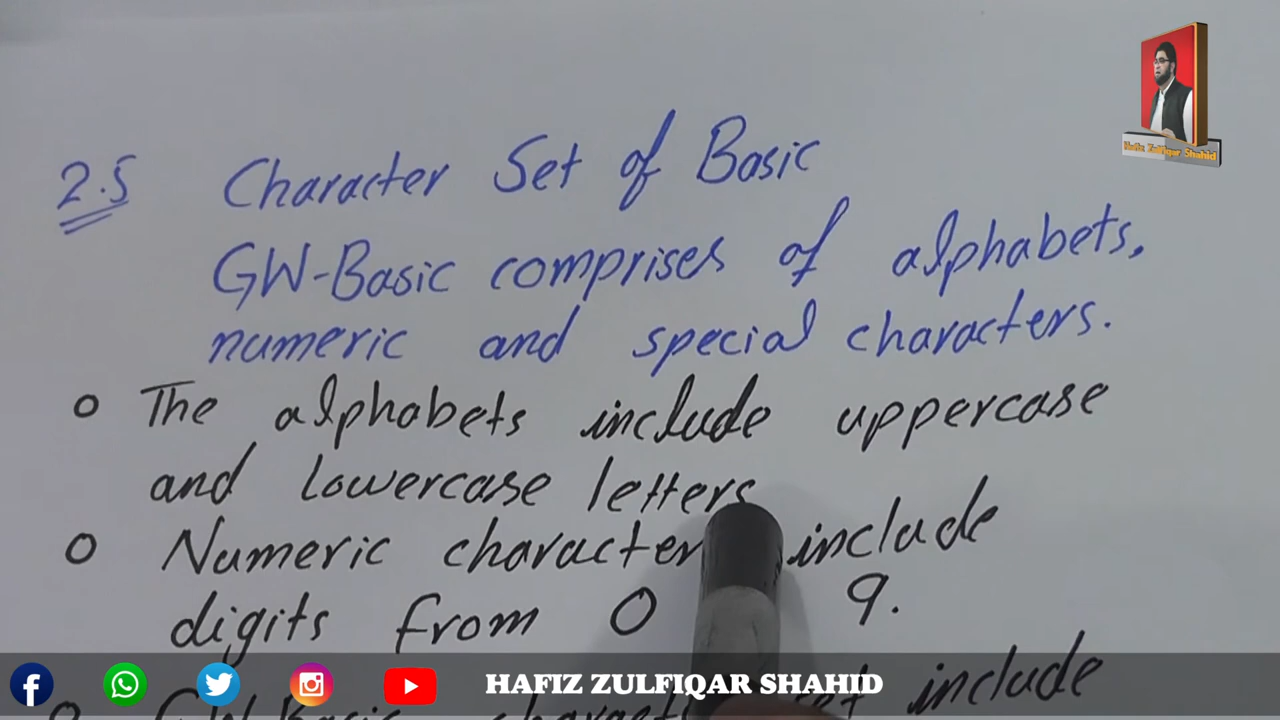 2.5 Character Set of Basic
GW-Basic comprises of alphabets,
numeric and special characters.
o The alphabets include uppercase
and lowercase letters
o Numeric character include
digits from 0 9.
include
HAFIZ ZULFIQAR SHAHID
Hafiz Zulfiqar Shahid